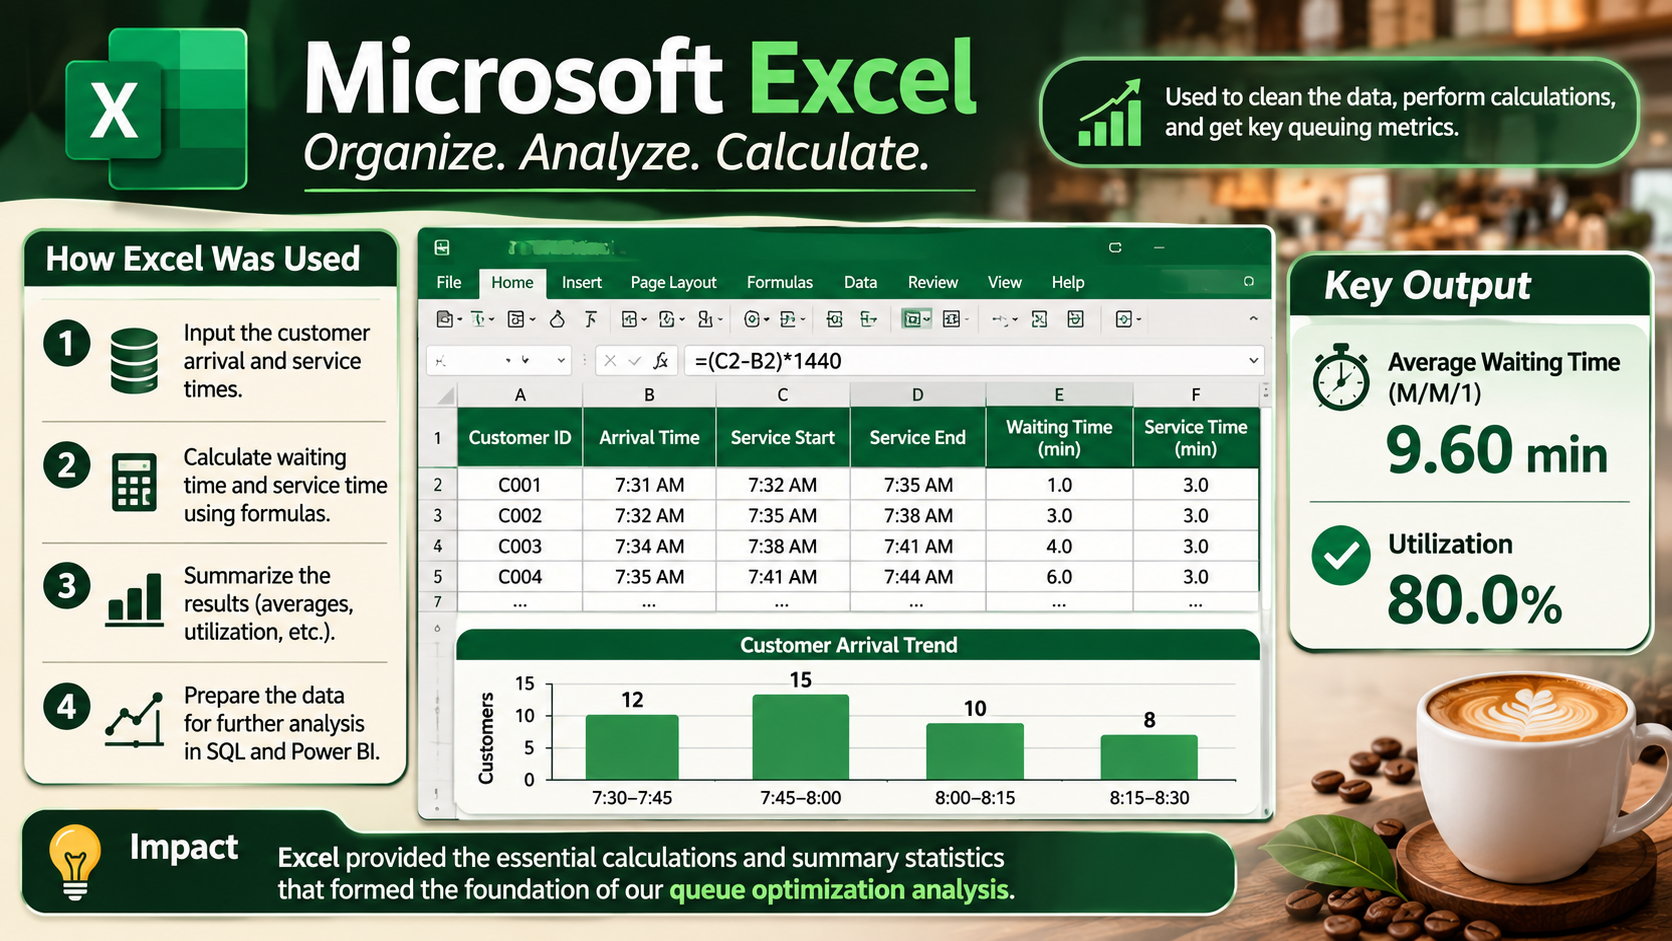 X
Microsoft Excel
Organize. Analyze. Calculate.
Used to clean the data, perform calculations,
and get key queuing metrics.
How Excel Was Used
1
Input the customer
arrival and service
times.
2
Calculate waiting
time and service time
using formulas.
3
Summarize the
results (averages,
utilization, etc.).
4
Prepare the data
for further analysis
in SQL and Power BI.
File Home Insert Page Layout Formulas Data Review View Help
fx =(C2-B2)*1440
A B C D E F
1 Customer ID Arrival Time Service Start Service End Waiting Time (min) Service Time (min)
2 C001 7:31 AM 7:32 AM 7:35 AM 1.0 3.0
3 C002 7:32 AM 7:35 AM 7:38 AM 3.0 3.0
4 C003 7:34 AM 7:38 AM 7:41 AM 4.0 3.0
5 C004 7:35 AM 7:41 AM 7:44 AM 6.0 3.0
7 ... ... ... ... ... ...
6
Customer Arrival Trend
Customers
15
10
5
0
12 15 10 8
7:30–7:45 7:45–8:00 8:00–8:15 8:15–8:30
Key Output
Average Waiting Time
(M/M/1)
9.60 min
Utilization
80.0%
Impact
Excel provided the essential calculations and summary statistics
that formed the foundation of our queue optimization analysis.